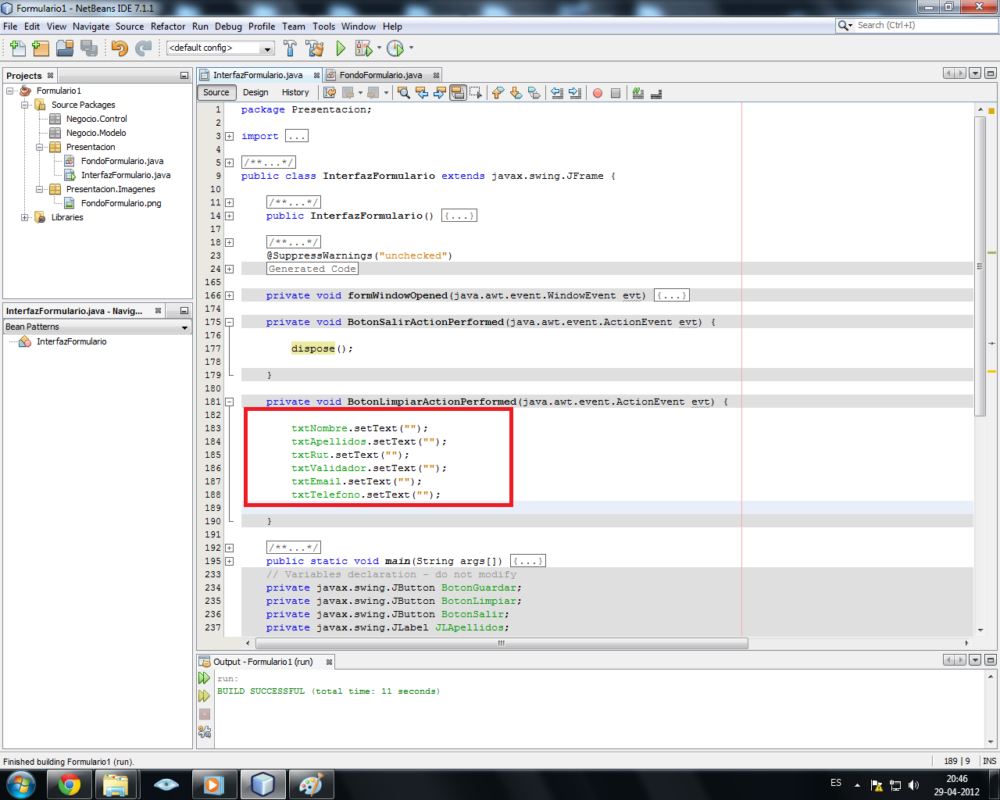 Formulario1 - NetBeans IDE 7.1.1
File Edit View Navigate Source Refactor Run Debug Profile Team Tools Window Help
Search (Ctrl+I)
<default config>
Projects
Formulario1
Source Packages
Negocio.Control
Negocio.Modelo
Presentacion
FondoFormulario.java
InterfazFormulario.java
Presentacion.Imagenes
FondoFormulario.png
Libraries
InterfazFormulario.java - Navig...
Bean Patterns
InterfazFormulario
InterfazFormulario.java FondoFormulario.java
Source Design History
1 package Presentacion;
2
3 import ...
4
5 /**...*/
9 public class InterfazFormulario extends javax.swing.JFrame {
10
11 /**...*/
14 public InterfazFormulario() {...}
17
18 /**...*/
23 @SuppressWarnings("unchecked")
24 Generated Code
165
166 private void formWindowOpened(java.awt.event.WindowEvent evt) {...}
174
175 private void BotonSalirActionPerformed(java.awt.event.ActionEvent evt) {
176
177 dispose();
178
179 }
180
181 private void BotonLimpiarActionPerformed(java.awt.event.ActionEvent evt) {
182
183 txtNombre.setText("");
184 txtApellidos.setText("");
185 txtRut.setText("");
186 txtValidador.setText("");
187 txtEmail.setText("");
188 txtTelefono.setText("");
189
190 }
191
192 /**...*/
195 public static void main(String args[]) {...}
233 // Variables declaration - do not modify
234 private javax.swing.JButton BotonGuardar;
235 private javax.swing.JButton BotonLimpiar;
236 private javax.swing.JButton BotonSalir;
237 private javax.swing.JLabel JLApellidos;
Output - Formulario1 (run)
run:
BUILD SUCCESSFUL (total time: 11 seconds)
Finished building Formulario1 (run).
189 | 9 INS
ES
20:46
29-04-2012